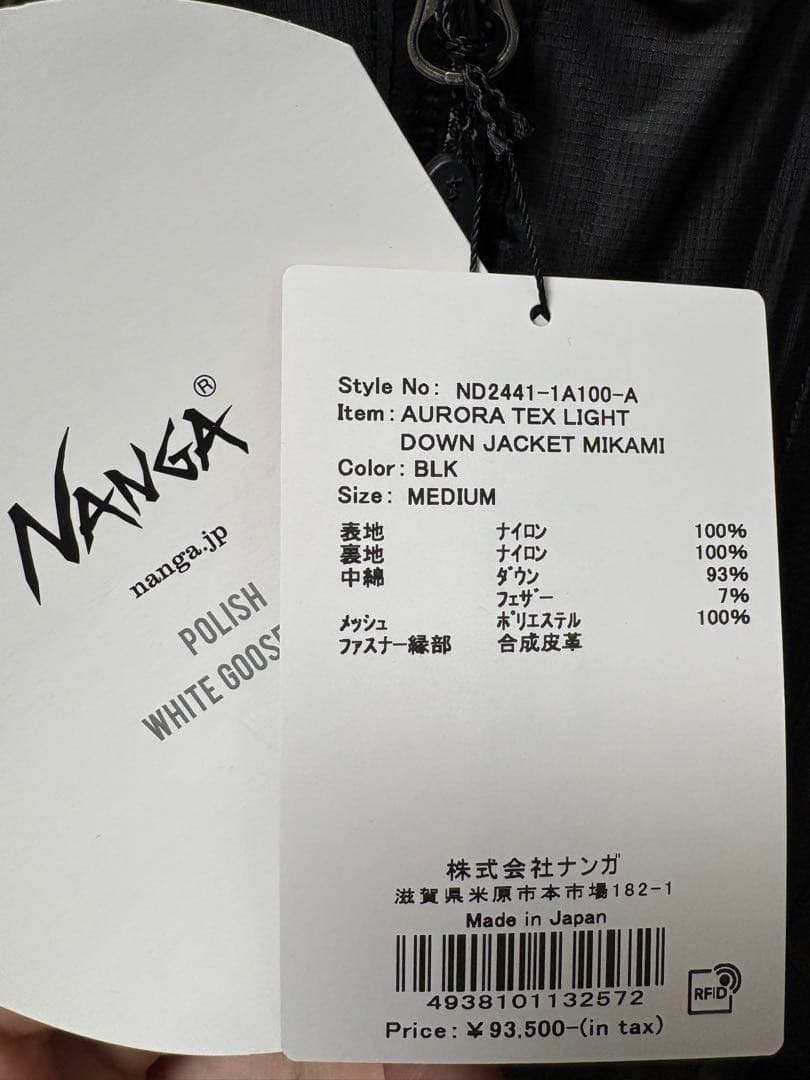 NANGA®
nanga.jp
POLISH
WHITE GOOSE
Style No: ND2441-1A100-A
Item: AURORA TEX LIGHT
DOWN JACKET MIKAMI
Color: BLK
Size: MEDIUM
表地 ナイロン 100%
裏地 ナイロン 100%
中綿 ダウン 93%
フェザー 7%
メッシュ ポリエステル 100%
ファスナー縁部 合成皮革
株式会社ナンガ
滋賀県米原市本市場182-1
Made in Japan
4938101132572
RFID
Price: ¥93,500-(in tax)